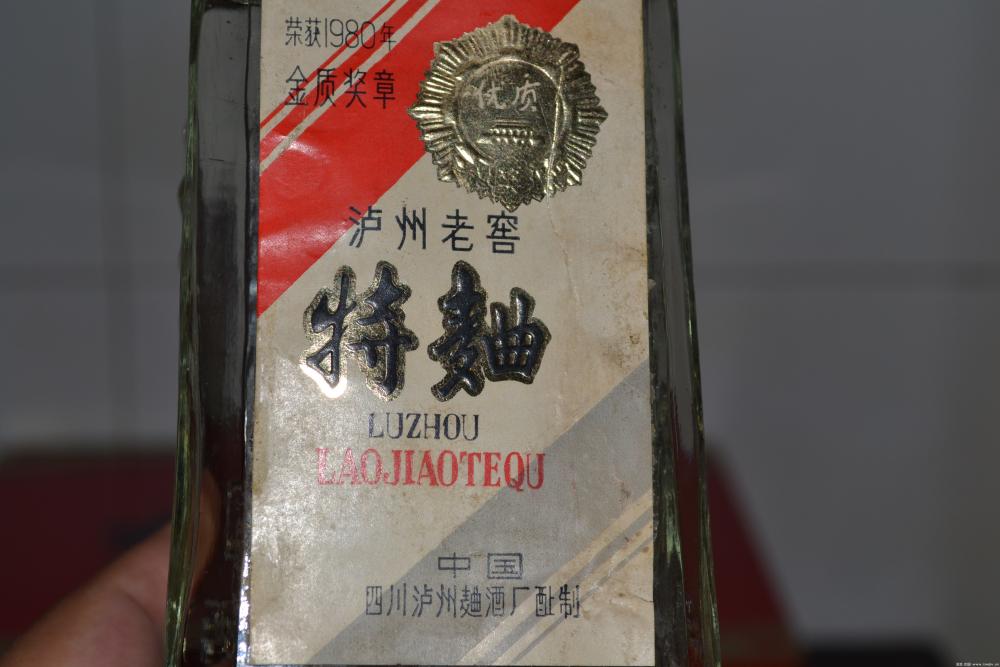 荣获1980年
金质奖章
优质
泸州老窖
特麯
LUZHOU
LAOJIAOTEQU
中国
四川泸州麯酒厂酝制